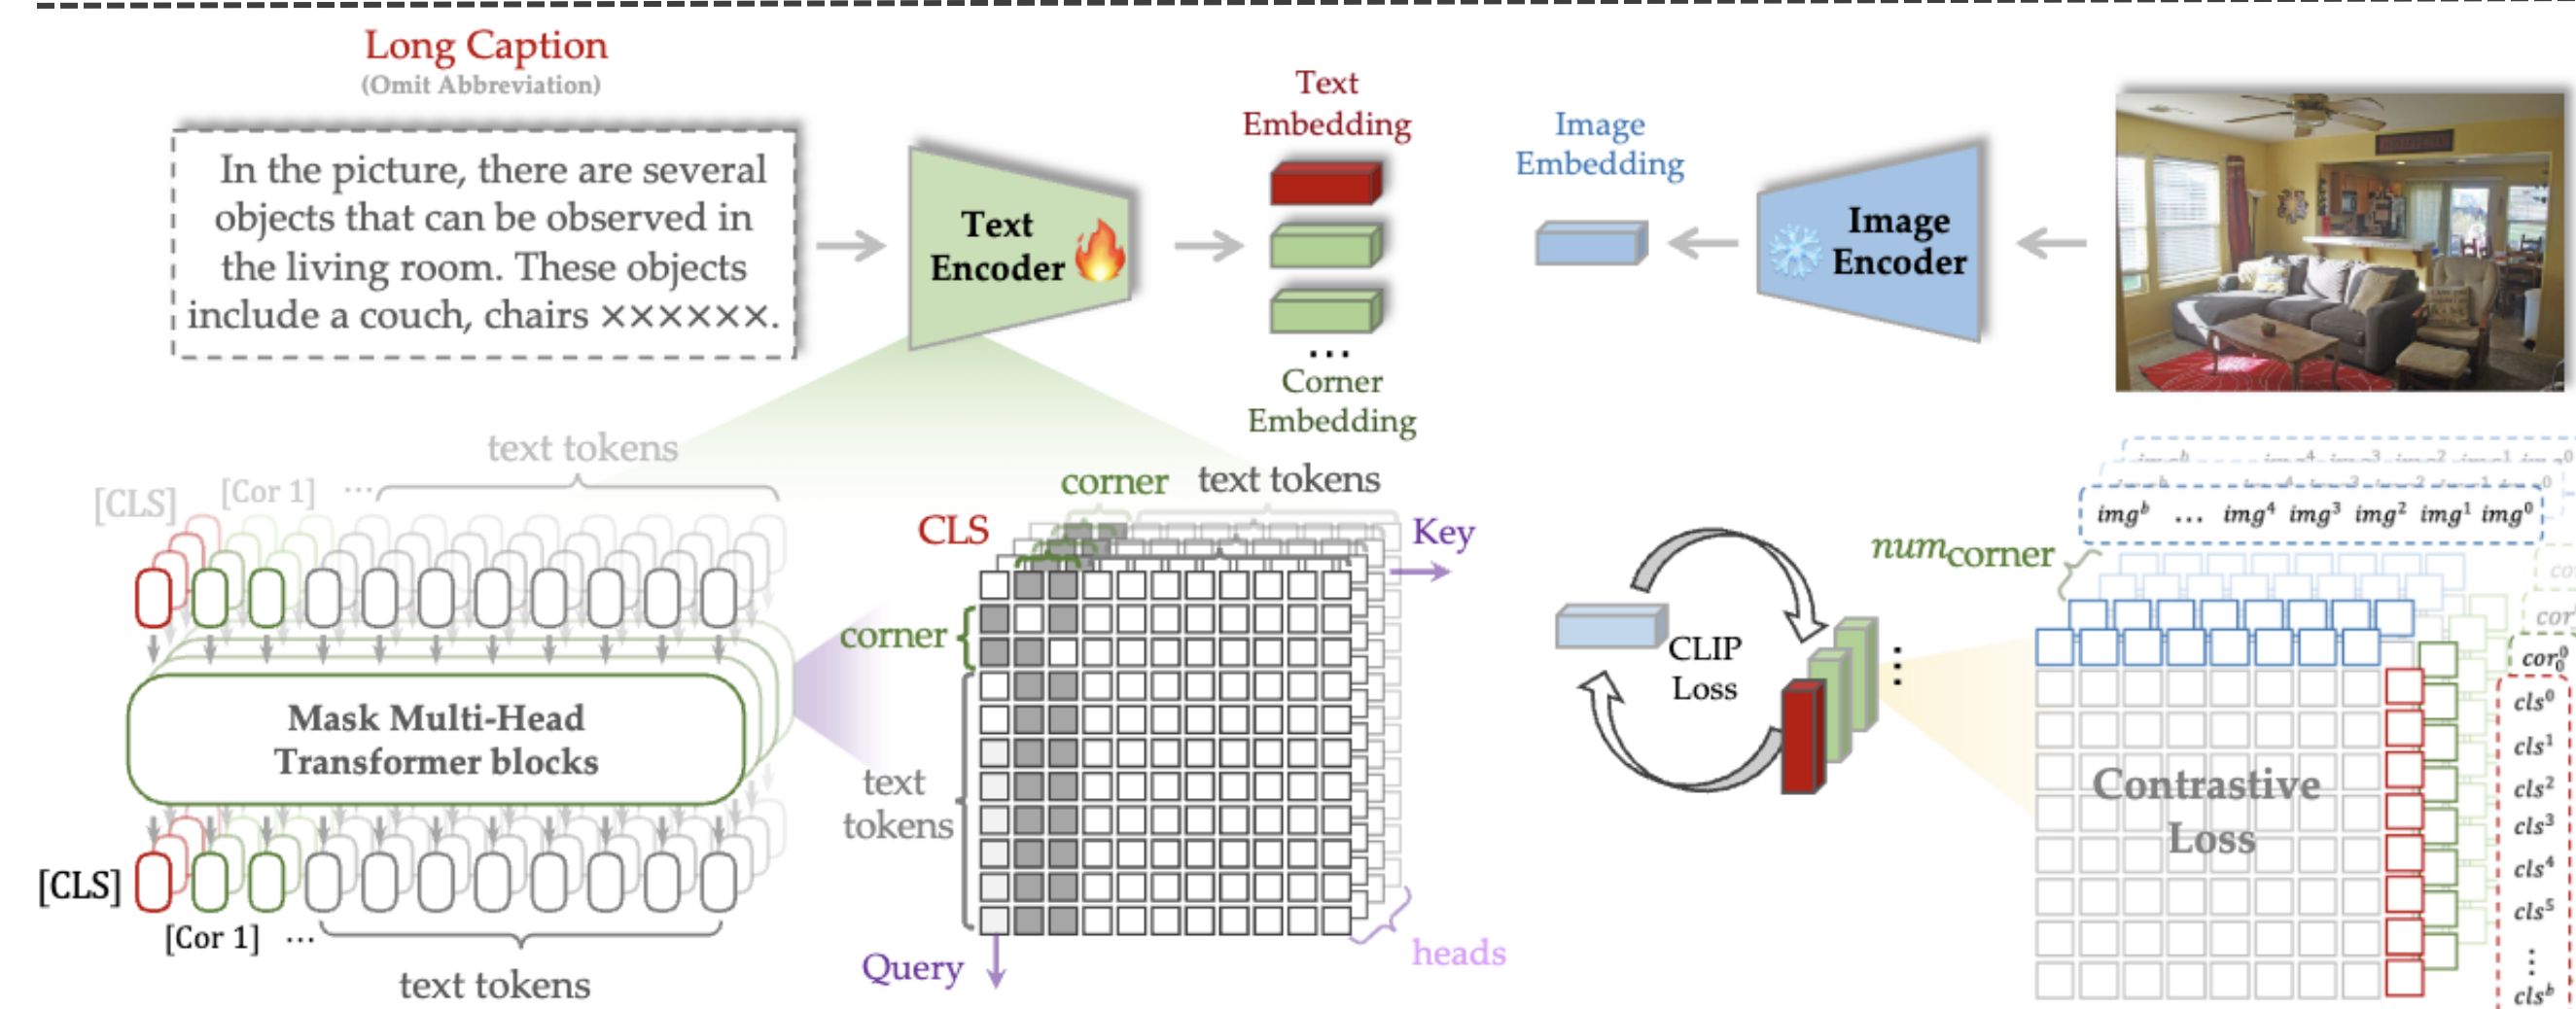 Long Caption
(Omit Abbreviation)
In the picture, there are several
objects that can be observed in
the living room. These objects
include a couch, chairs ××××××.
Text
Encoder
Text
Embedding
...
Corner
Embedding
Image
Embedding
Image
Encoder
text tokens
[CLS]
[Cor 1]
...
Mask Multi-Head
Transformer blocks
[CLS]
[Cor 1]
...
text tokens
corner
text tokens
CLS
Key
corner
text
tokens
Query
heads
CLIP
Loss
⋮
num_corner
img^b ... img^4 img^3 img^2 img^1 img^0
Contrastive
Loss
cor
cor_0^0
cls^0
cls^1
cls^2
cls^3
cls^4
cls^5
⋮
cls^b